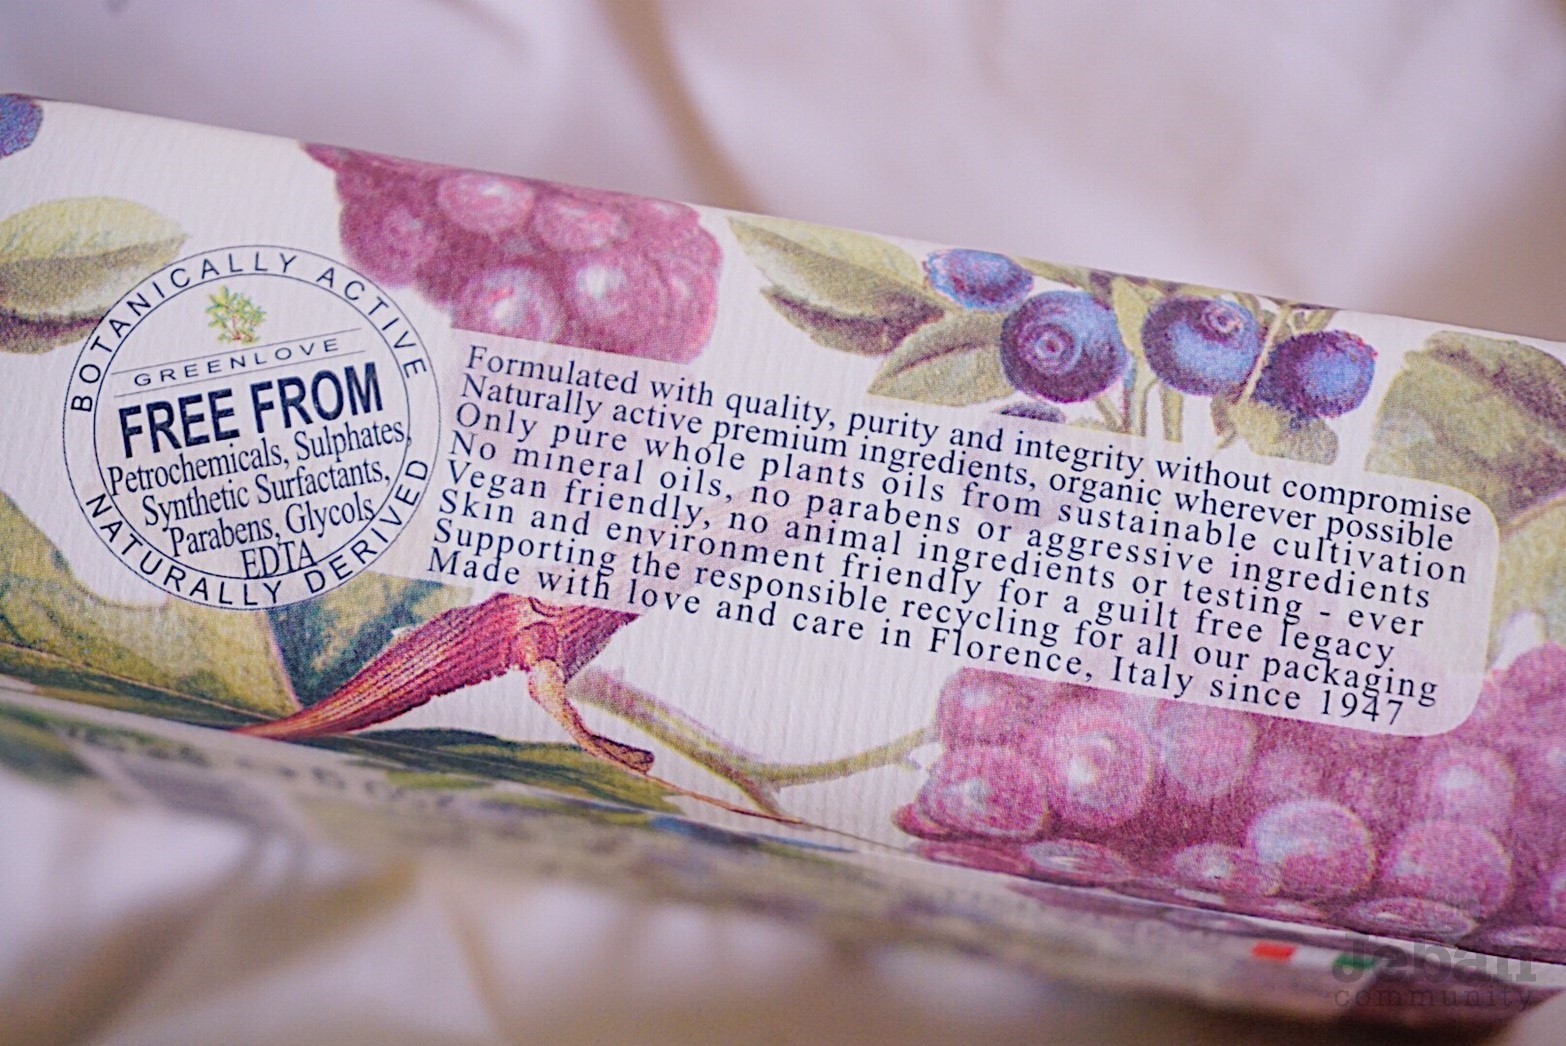 BOTANICALLY ACTIVE
GREENLOVE
FREE FROM
Petrochemicals, Sulphates,
Synthetic Surfactants,
Parabens, Glycols,
EDTA
NATURALLY DERIVED
Formulated with quality, purity and integrity without compromise
Naturally active premium ingredients, organic wherever possible
Only pure whole plants oils from sustainable cultivation
No mineral oils, no parabens or aggressive ingredients
Vegan friendly, no animal ingredients or testing - ever
Skin and environment friendly for a guilt free legacy
Supporting the responsible recycling for all our packaging
Made with love and care in Florence, Italy since 1947
Jeban
community